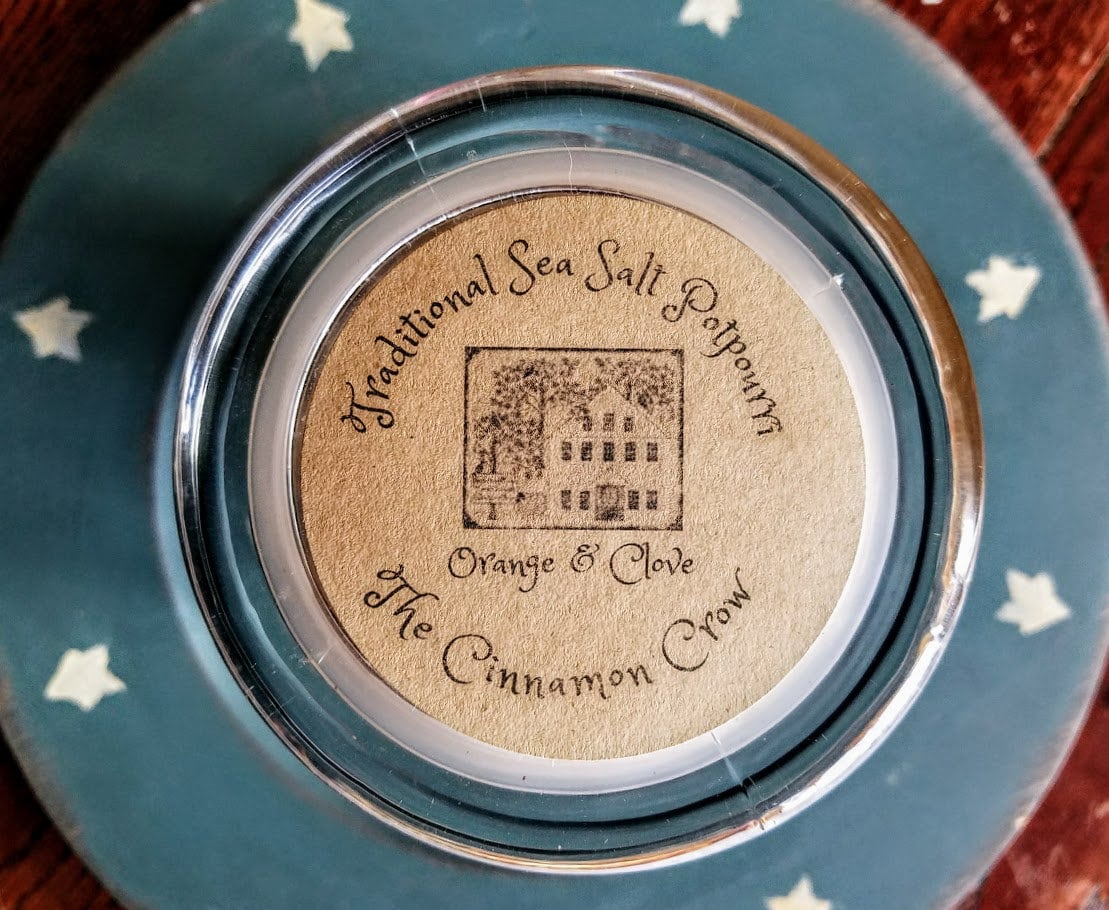 Traditional Sea Salt Potpourri
Orange & Clove
The Cinnamon Crow